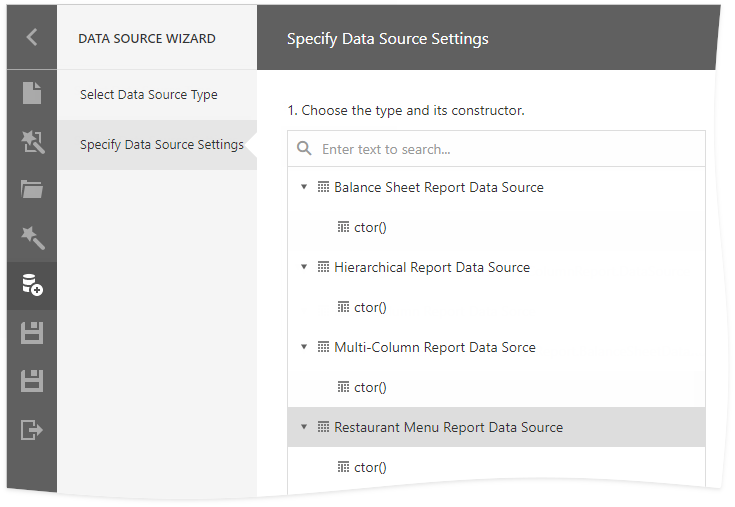 DATA SOURCE WIZARD
Specify Data Source Settings
Select Data Source Type
Specify Data Source Settings
1. Choose the type and its constructor.
Enter text to search...
Balance Sheet Report Data Source
ctor()
Hierarchical Report Data Source
ctor()
Multi-Column Report Data Sorce
ctor()
Restaurant Menu Report Data Source
ctor()